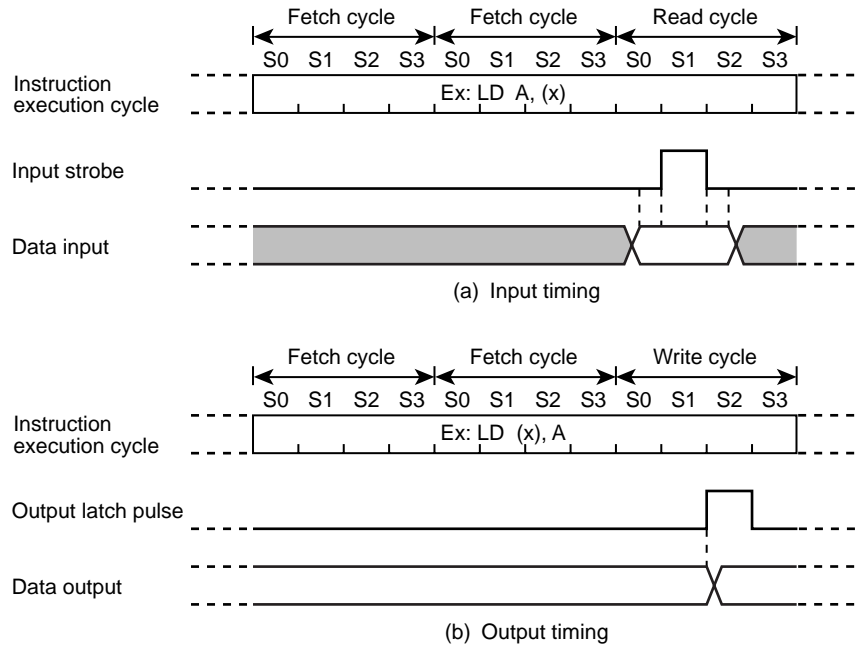 Fetch cycle Fetch cycle Read cycle
S0 S1 S2 S3 S0 S1 S2 S3 S0 S1 S2 S3
Instruction
execution cycle
Ex: LD A, (x)
Input strobe
Data input
(a) Input timing
Fetch cycle Fetch cycle Write cycle
S0 S1 S2 S3 S0 S1 S2 S3 S0 S1 S2 S3
Instruction
execution cycle
Ex: LD (x), A
Output latch pulse
Data output
(b) Output timing